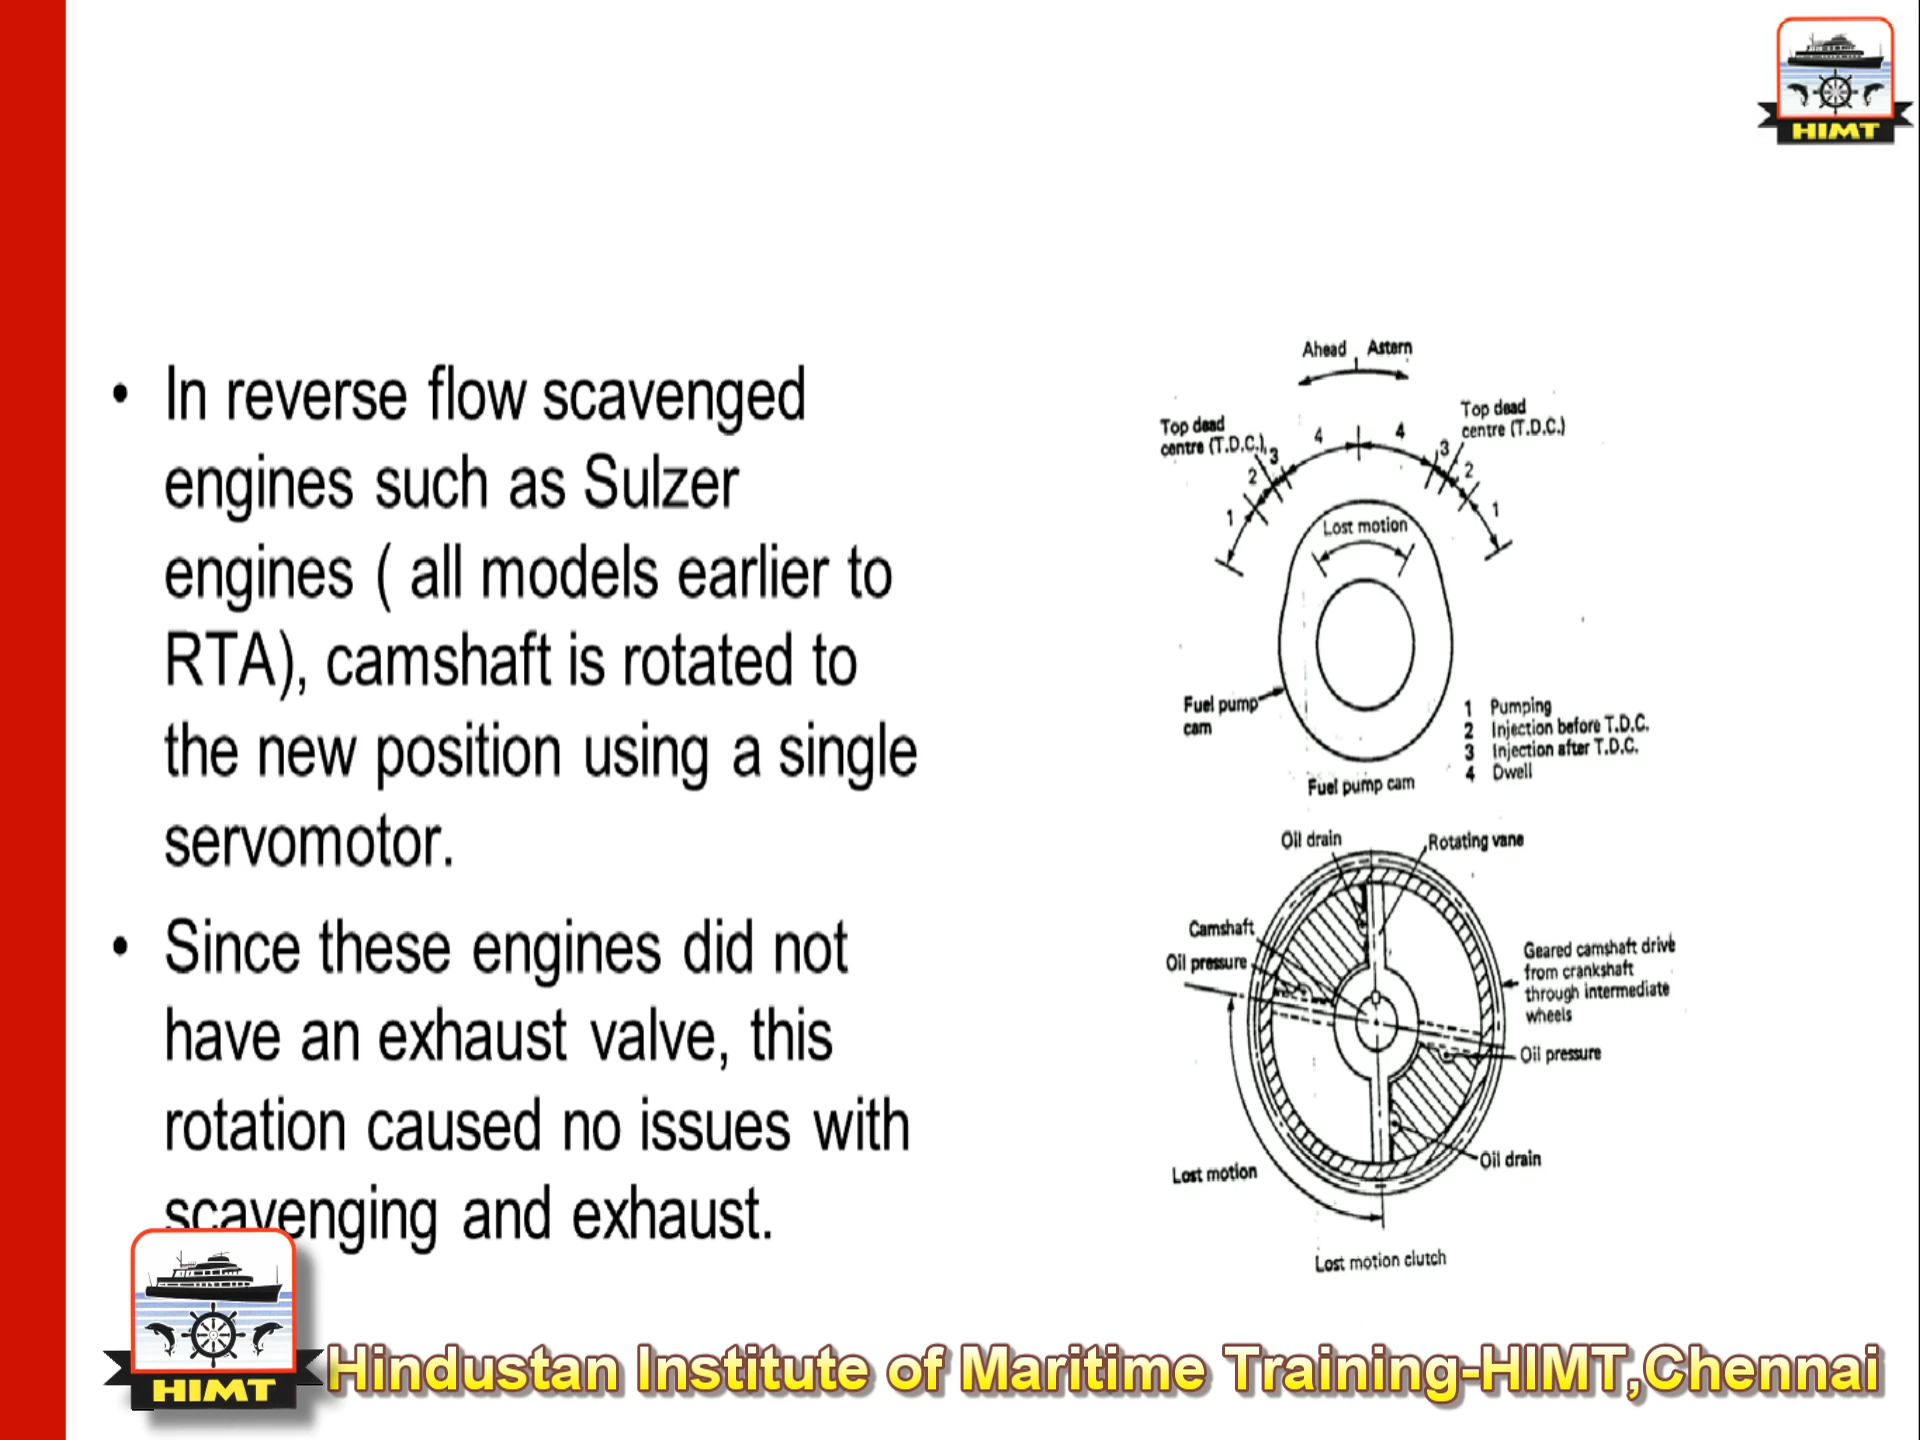 HIMT
• In reverse flow scavenged
engines such as Sulzer
engines ( all models earlier to
RTA), camshaft is rotated to
the new position using a single
servomotor.
• Since these engines did not
have an exhaust valve, this
rotation caused no issues with
scavenging and exhaust.
Ahead Astern
Top dead
centre (T.D.C.)
Top dead
centre (T.D.C.)
4 4
3 3
2 2
1 1
Lost motion
Fuel pump
cam
1 Pumping
2 Injection before T.D.C.
3 Injection after T.D.C.
4 Dwell
Fuel pump cam
Oil drain
Rotating vane
Camshaft
Oil pressure
Geared camshaft drive
from crankshaft
through intermediate
wheels
Oil pressure
Oil drain
Lost motion
Lost motion clutch
HIMT
Hindustan Institute of Maritime Training-HIMT,Chennai